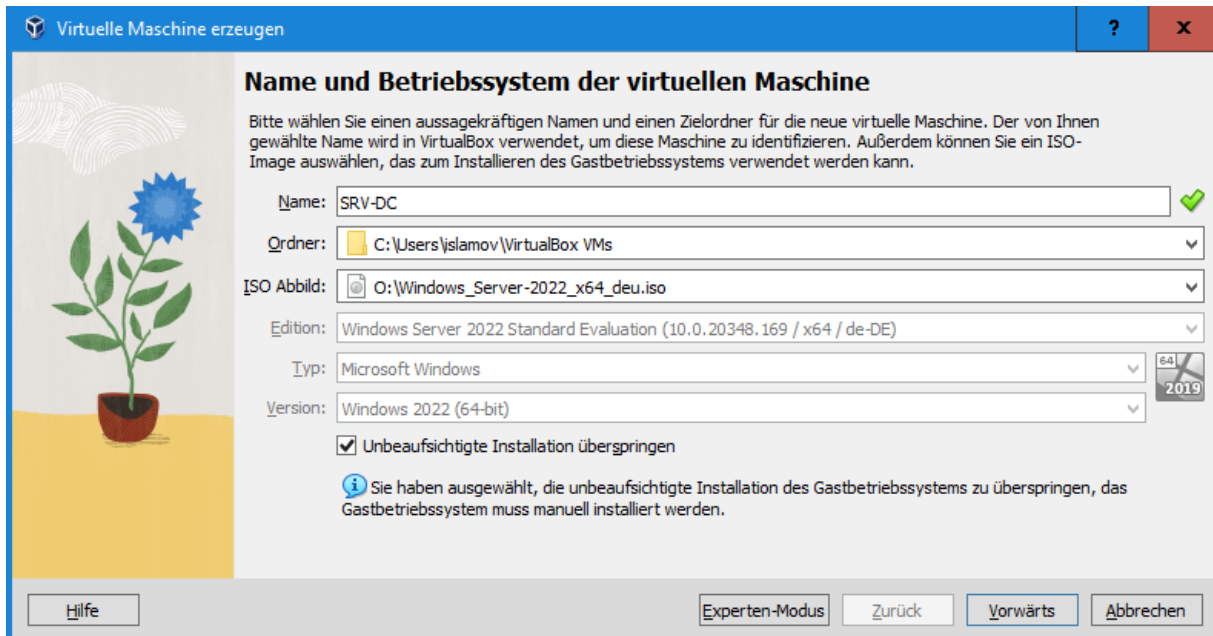 Virtuelle Maschine erzeugen
? x
Name und Betriebssystem der virtuellen Maschine
Bitte wählen Sie einen aussagekräftigen Namen und einen Zielordner für die neue virtuelle Maschine. Der von Ihnen
gewählte Name wird in VirtualBox verwendet, um diese Maschine zu identifizieren. Außerdem können Sie ein ISO-
Image auswählen, das zum Installieren des Gastbetriebssystems verwendet werden kann.
Name: SRV-DC
Ordner: C:\Users\islamov\VirtualBox VMs
ISO Abbild: O:\Windows_Server-2022_x64_deu.iso
Edition: Windows Server 2022 Standard Evaluation (10.0.20348.169 / x64 / de-DE)
Typ: Microsoft Windows
64
2019
Version: Windows 2022 (64-bit)
Unbeaufsichtigte Installation überspringen
Sie haben ausgewählt, die unbeaufsichtigte Installation des Gastbetriebssystems zu überspringen, das
Gastbetriebssystem muss manuell installiert werden.
Hilfe Experten-Modus Zurück Vorwärts Abbrechen